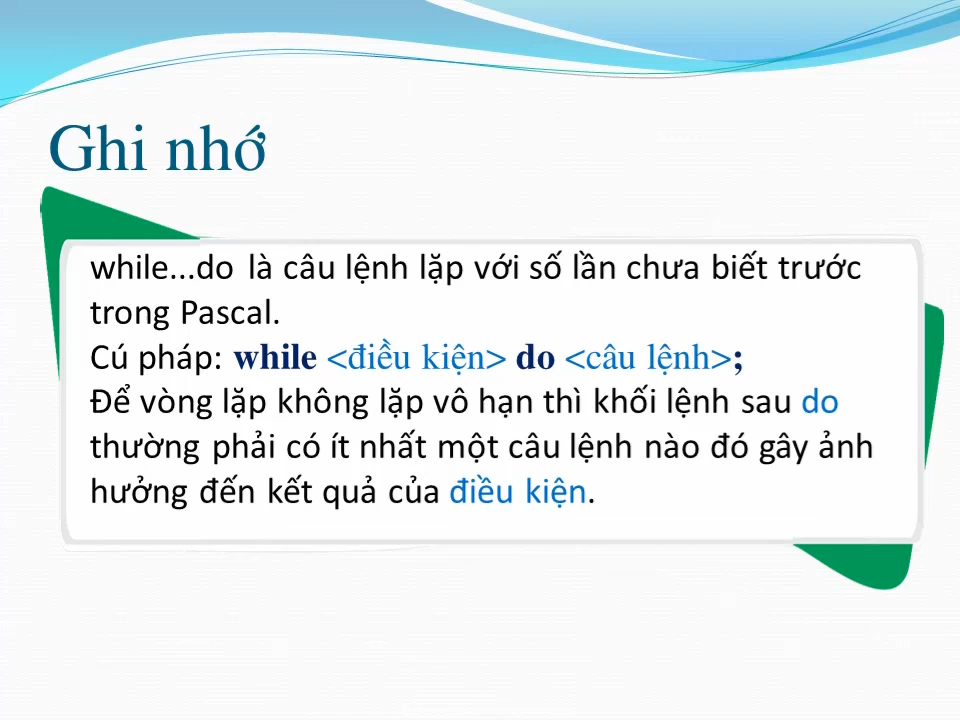 Ghi nhớ
while...do là câu lệnh lặp với số lần chưa biết trước
trong Pascal.
Cú pháp: while <điều kiện> do <câu lệnh>;
Để vòng lặp không lặp vô hạn thì khối lệnh sau do
thường phải có ít nhất một câu lệnh nào đó gây ảnh
hưởng đến kết quả của điều kiện.